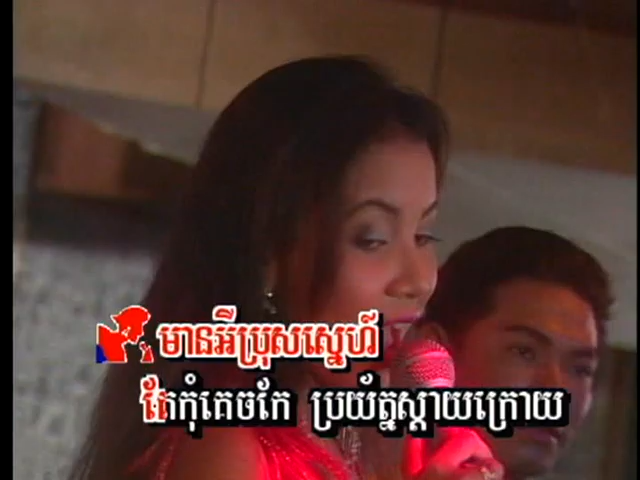 មានអីប្រុសស្នេហ៍
តែកុំគេចកែ ប្រយ័ត្នស្ដាយក្រោយ